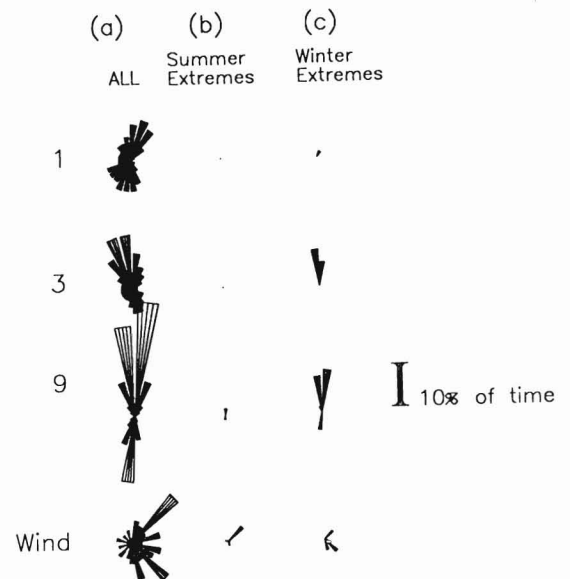 (a) (b) (c)
Summer Winter
ALL Extremes Extremes
1
3
9
10% of time
Wind